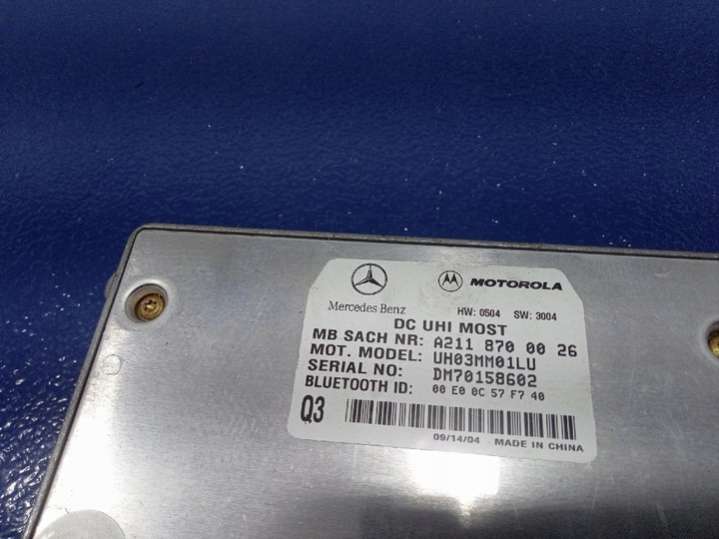 Mercedes Benz
MOTOROLA
HW: 0504 SW: 3004
DC UHI MOST
MB SACH NR: A211 870 00 26
MOT. MODEL: UH03MM01LU
SERIAL NO: DM70158602
BLUETOOTH ID: 00 E0 0C 57 F7 40
Q3
09/14/04 MADE IN CHINA